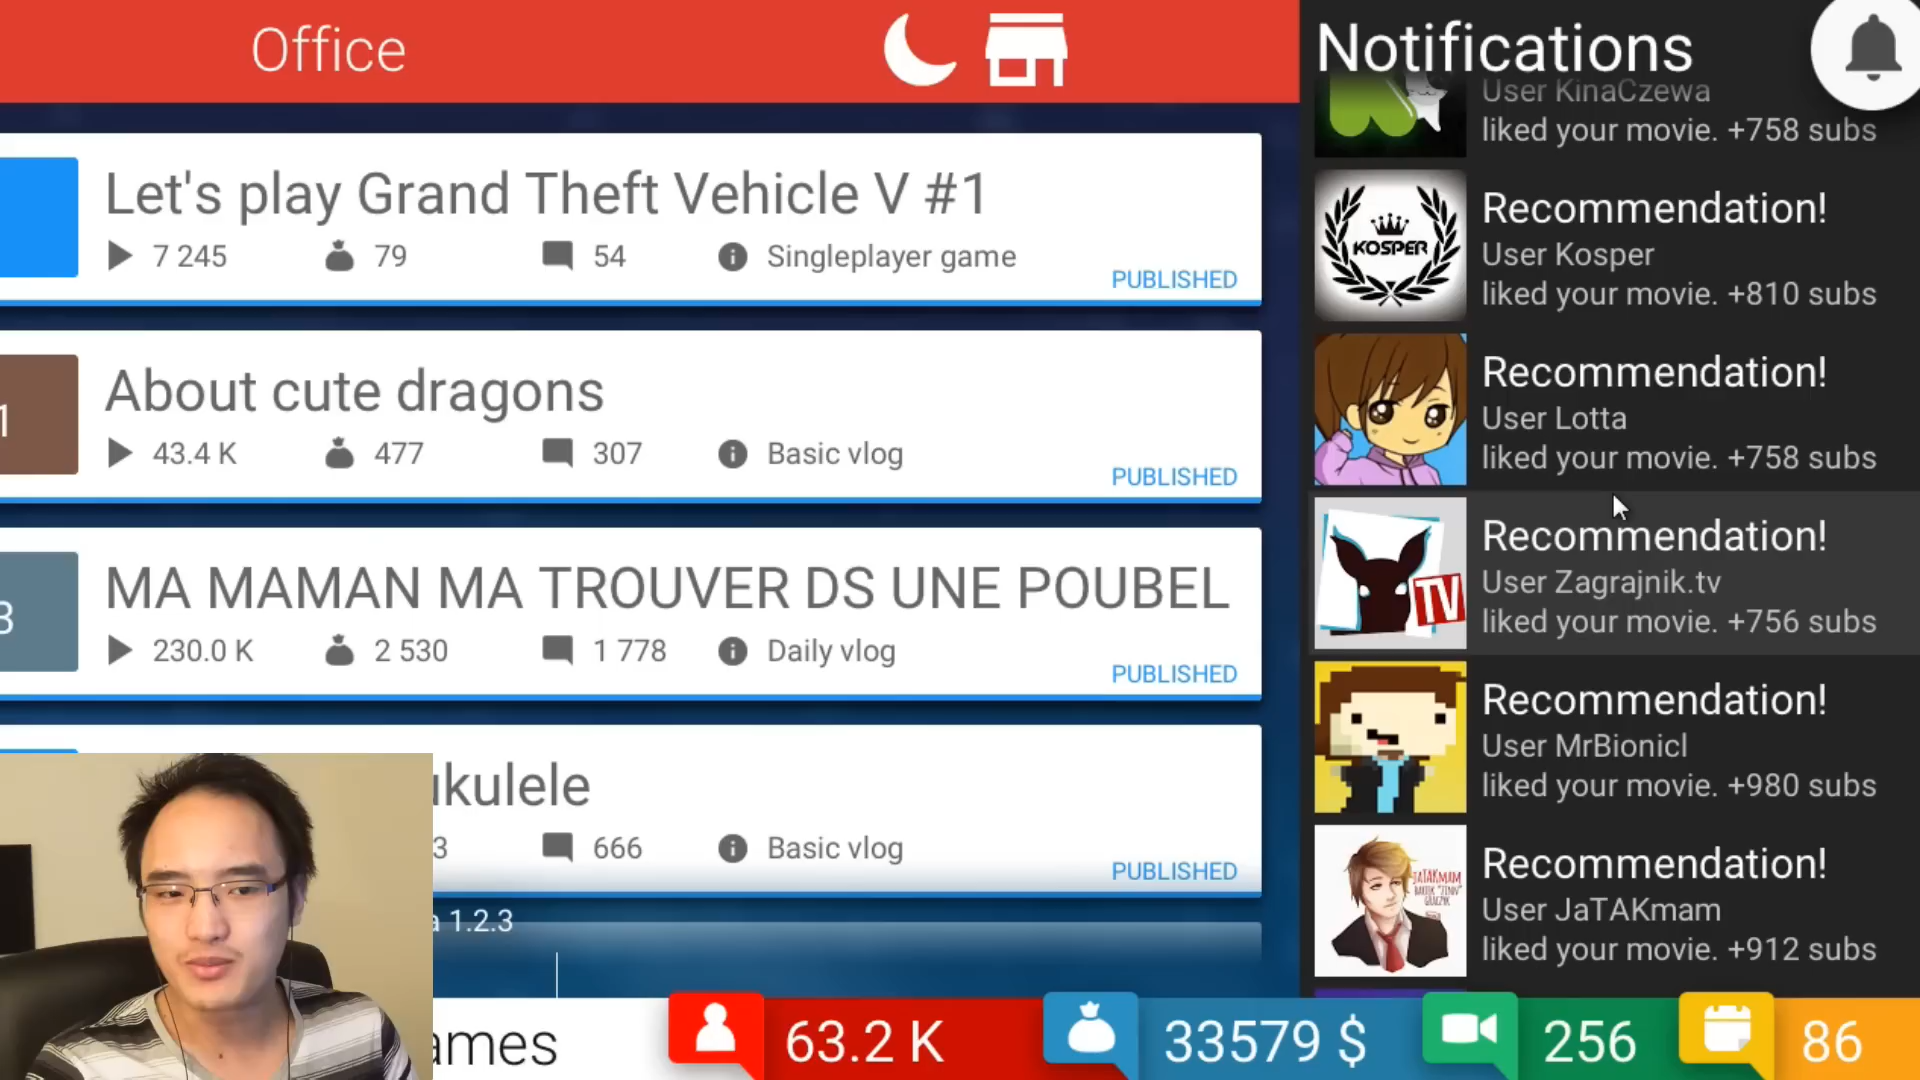 Office
Notifications
Let's play Grand Theft Vehicle V #1
7 245 79 54 Singleplayer game
PUBLISHED
About cute dragons
43.4 K 477 307 Basic vlog
PUBLISHED
MA MAMAN MA TROUVER DS UNE POUBEL
230.0 K 2 530 1 778 Daily vlog
PUBLISHED
ukulele
3 666 Basic vlog
PUBLISHED
1
3
a 1.2.3
ames
User KinaCzewa
liked your movie. +758 subs
KOSPER
Recommendation!
User Kosper
liked your movie. +810 subs
Recommendation!
User Lotta
liked your movie. +758 subs
TV
Recommendation!
User Zagrajnik.tv
liked your movie. +756 subs
Recommendation!
User MrBionicl
liked your movie. +980 subs
JaTAKmam
Recommendation!
User JaTAKmam
liked your movie. +912 subs
63.2 K
33579 $
256
86